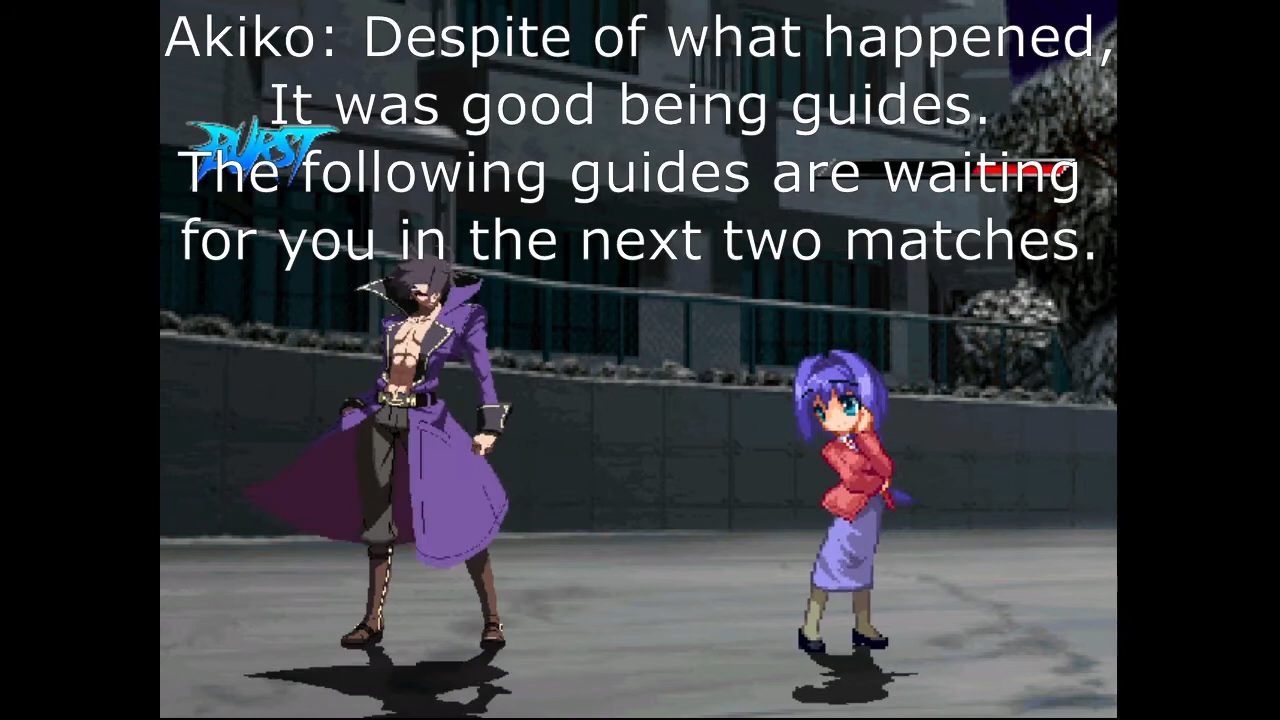 Akiko: Despite of what happened,
It was good being guides.
BURST
The following guides are waiting
for you in the next two matches.